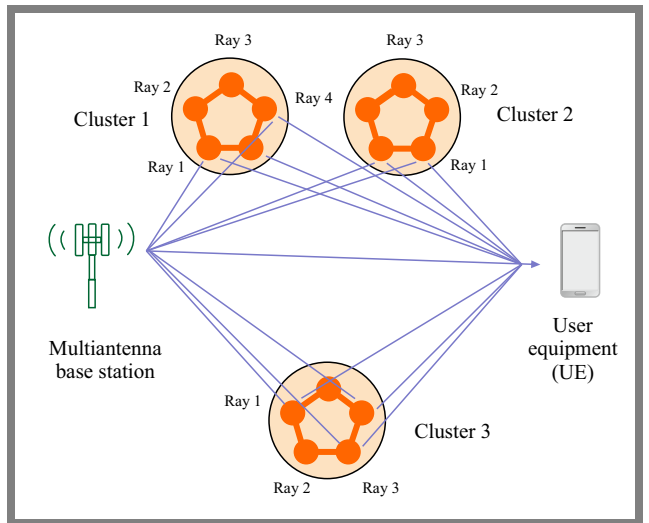 Ray 3
Ray 3
Ray 2
Ray 4
Ray 2
Cluster 1
Cluster 2
Ray 1
Ray 1
Multiantenna
base station
User
equipment
(UE)
Ray 1
Cluster 3
Ray 2
Ray 3